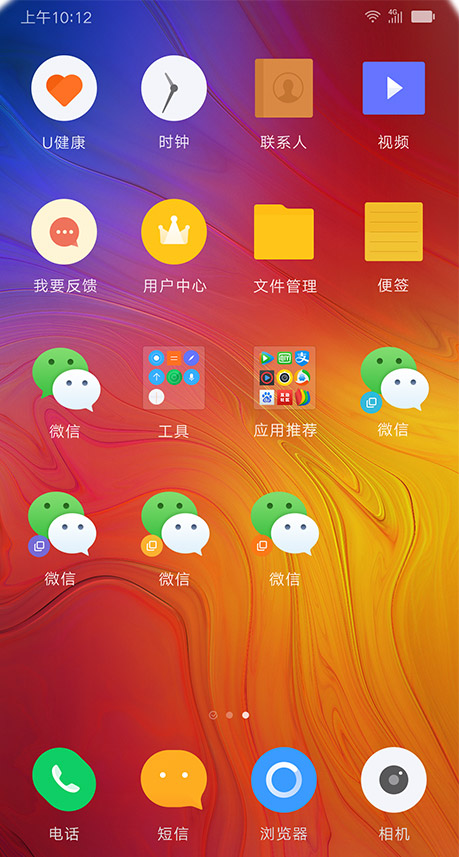 上午10:12
4G
U健康
时钟
联系人
视频
我要反馈
用户中心
文件管理
便签
微信
工具
应用推荐
微信
微信
微信
微信
电话
短信
浏览器
相机